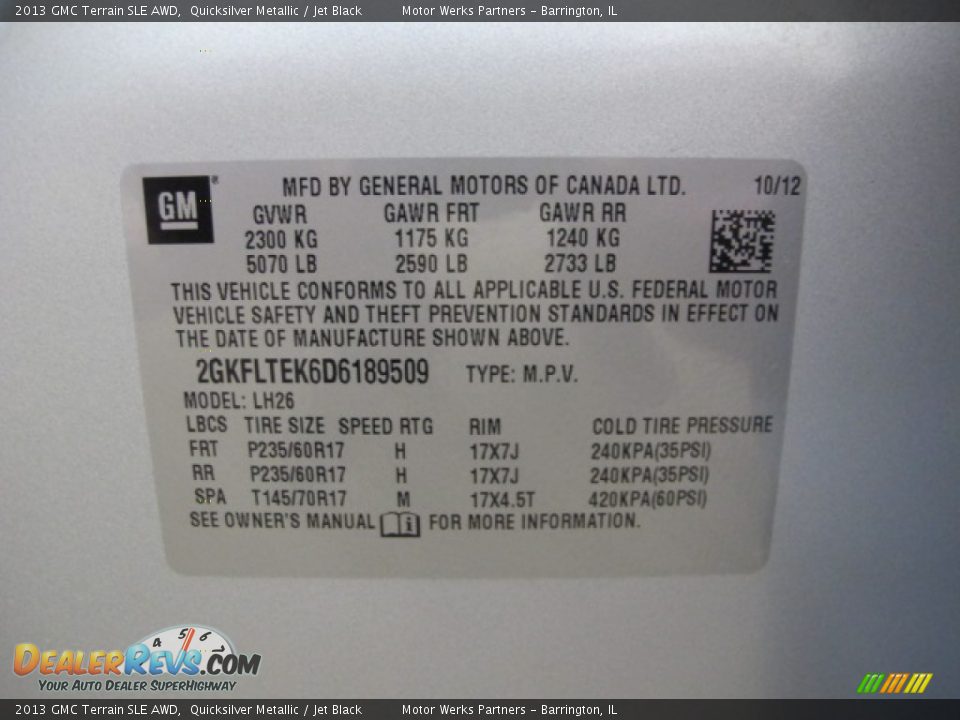 2013 GMC Terrain SLE AWD, Quicksilver Metallic / Jet Black Motor Werks Partners - Barrington, IL
GM® MFD BY GENERAL MOTORS OF CANADA LTD. 10/12
GVWR GAWR FRT GAWR RR
2300 KG 1175 KG 1240 KG
5070 LB 2590 LB 2733 LB
THIS VEHICLE CONFORMS TO ALL APPLICABLE U.S. FEDERAL MOTOR
VEHICLE SAFETY AND THEFT PREVENTION STANDARDS IN EFFECT ON
THE DATE OF MANUFACTURE SHOWN ABOVE.
2GKFLTEK6D6189509 TYPE: M.P.V.
MODEL: LH26
LBCS TIRE SIZE SPEED RTG RIM COLD TIRE PRESSURE
FRT P235/60R17 H 17X7J 240KPA(35PSI)
RR P235/60R17 H 17X7J 240KPA(35PSI)
SPA T145/70R17 M 17X4.5T 420KPA(60PSI)
SEE OWNER'S MANUAL i FOR MORE INFORMATION.
4 5 6 7
DEALERREVS.COM
YOUR AUTO DEALER SUPERHIGHWAY
2013 GMC Terrain SLE AWD, Quicksilver Metallic / Jet Black Motor Werks Partners - Barrington, IL